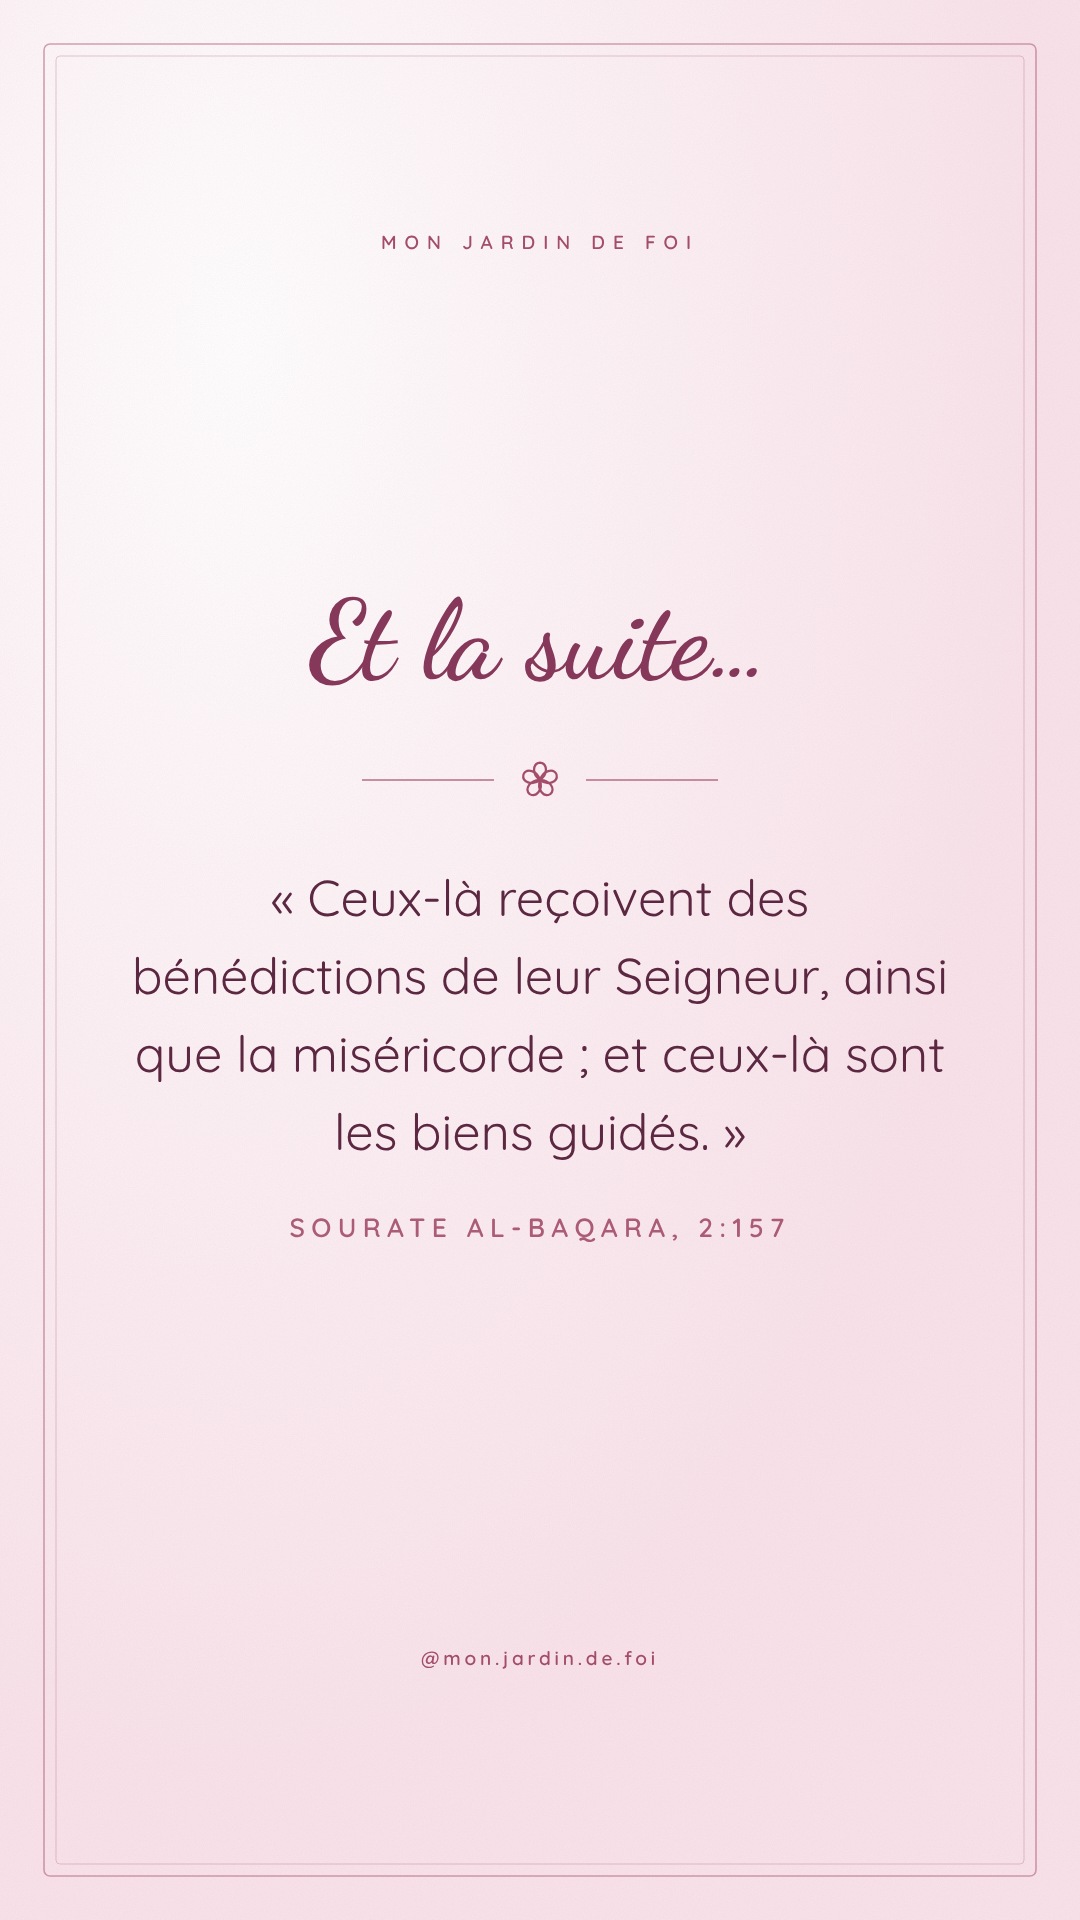 MON JARDIN DE FOI
Et la suite...
« Ceux-là reçoivent des
bénédictions de leur Seigneur, ainsi
que la miséricorde ; et ceux-là sont
les biens guidés. »
SOURATE AL-BAQARA, 2:157
@mon.jardin.de.foi